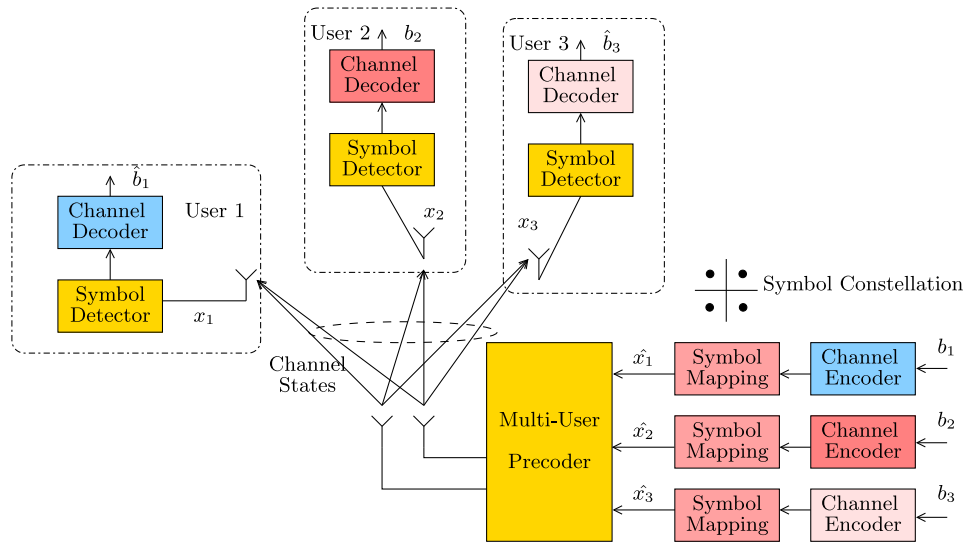 User 2
b₂
Channel
Decoder
Symbol
Detector
x₂
User 3
b̂₃
Channel
Decoder
Symbol
Detector
x₃
b̂₁
User 1
Channel
Decoder
Symbol
Detector
x₁
Symbol Constellation
Channel
States
Multi-User
Precoder
x̂₁
Symbol
Mapping
Channel
Encoder
b₁
x̂₂
Symbol
Mapping
Channel
Encoder
b₂
x̂₃
Symbol
Mapping
Channel
Encoder
b₃